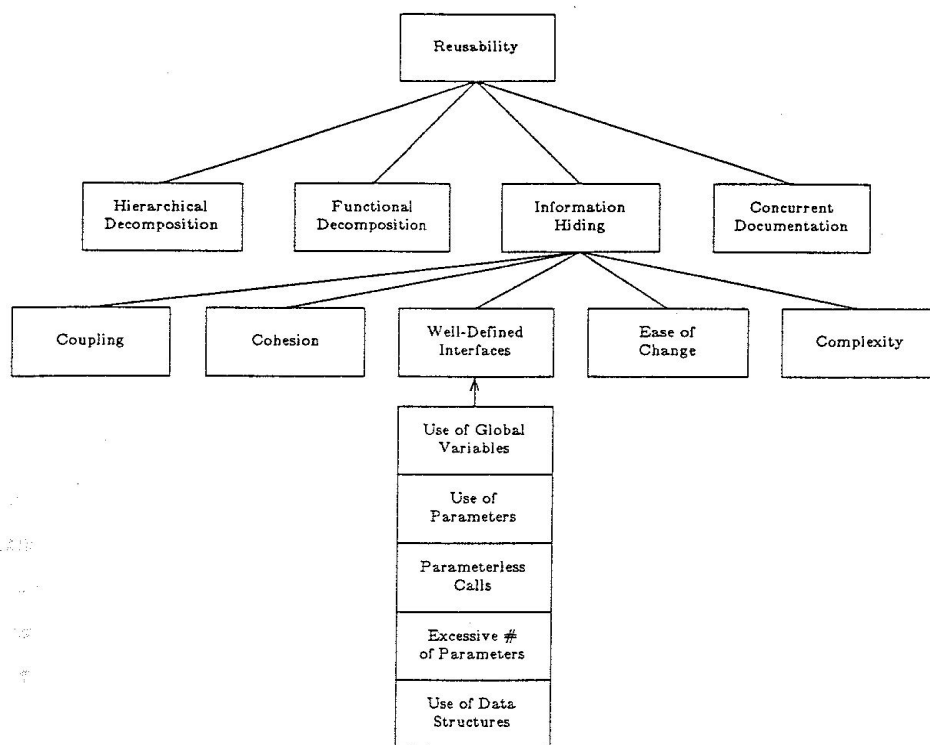 Reusability
Hierarchical
Decomposition
Functional
Decomposition
Information
Hiding
Concurrent
Documentation
Coupling
Cohesion
Well-Defined
Interfaces
Ease of
Change
Complexity
Use of Global
Variables
Use of
Parameters
Parameterless
Calls
Excessive #
of Parameters
Use of Data
Structures